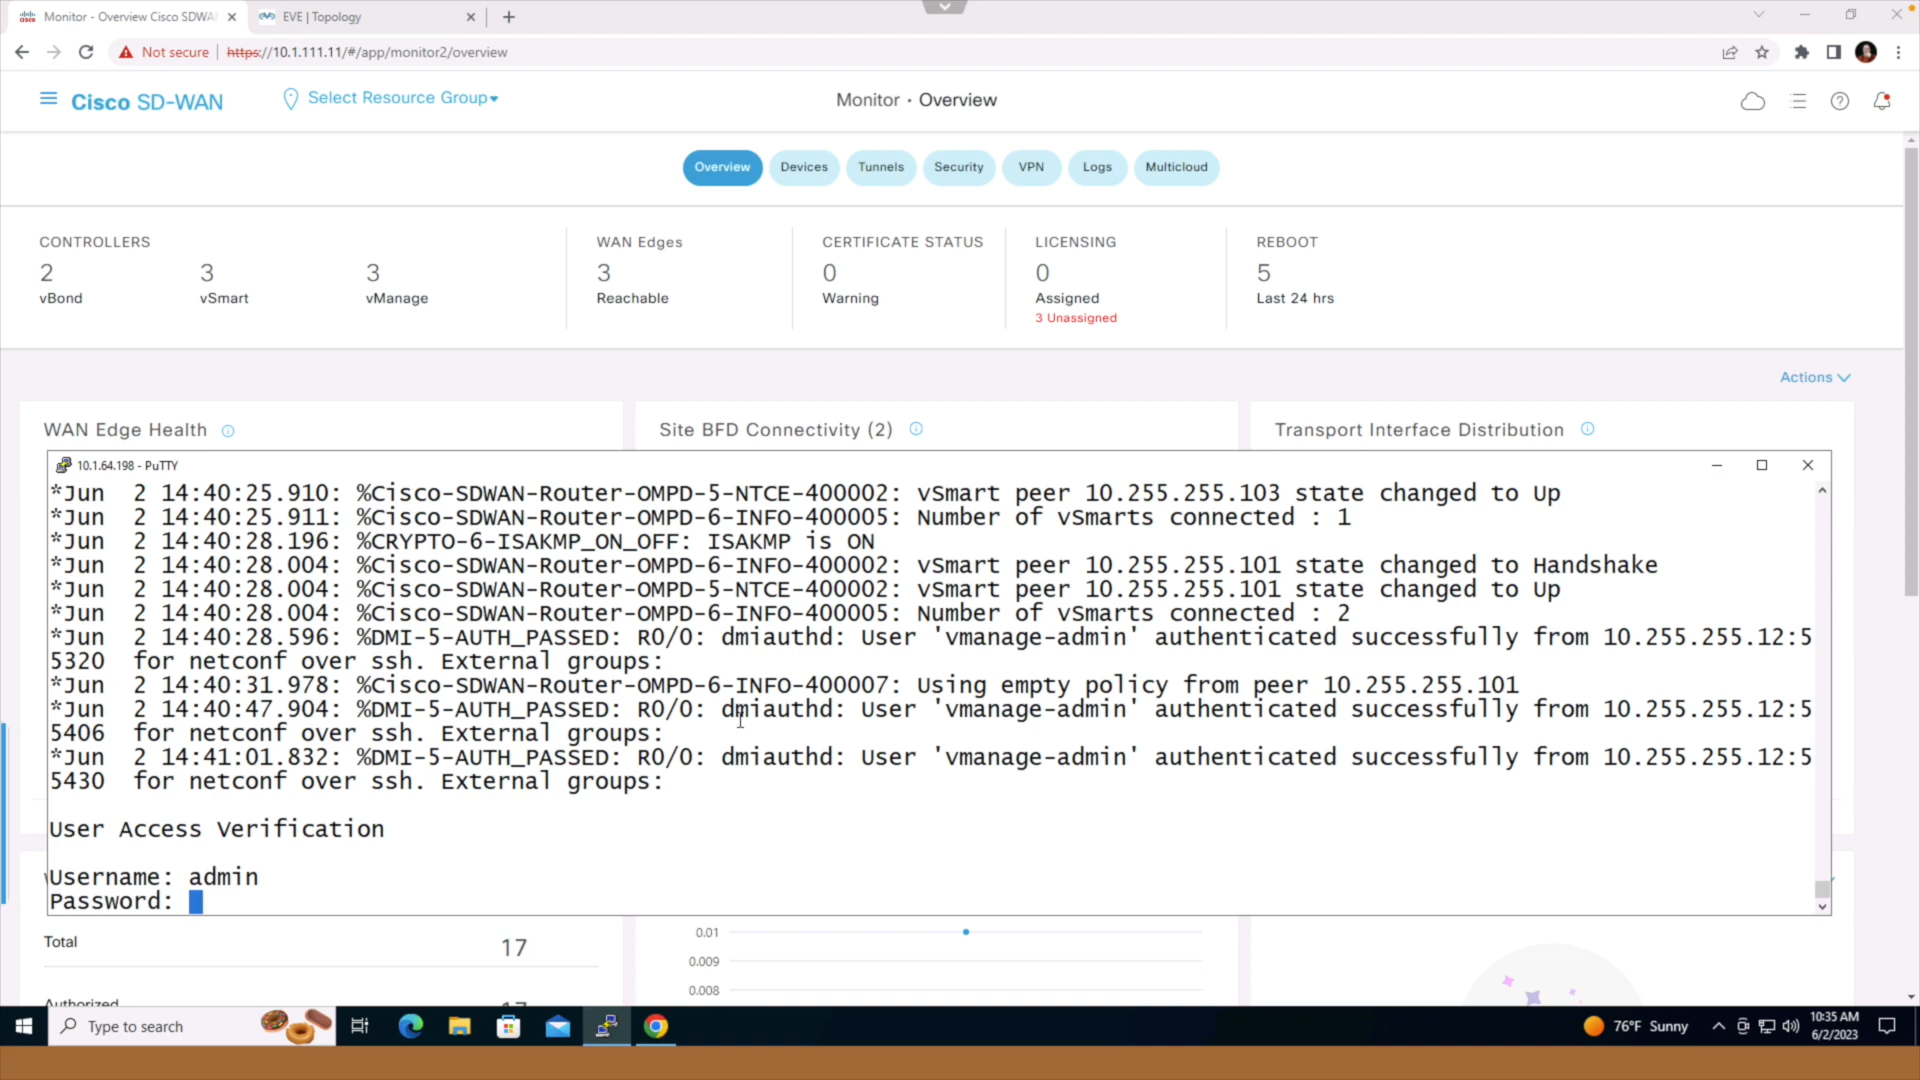 Monitor - Overview Cisco SDWA
EVE | Topology
Not secure
https://10.1.111.11/#/app/monitor2/overview
Cisco SD-WAN
Select Resource Group
Monitor · Overview
Overview
Devices
Tunnels
Security
VPN
Logs
Multicloud
CONTROLLERS
2
vBond
3
vSmart
3
vManage
WAN Edges
3
Reachable
CERTIFICATE STATUS
0
Warning
LICENSING
0
Assigned
3 Unassigned
REBOOT
5
Last 24 hrs
Actions
WAN Edge Health
Site BFD Connectivity (2)
Transport Interface Distribution
10.1.64.198 - PuTTY
*Jun  2 14:40:25.910: %Cisco-SDWAN-Router-OMPD-5-NTCE-400002: vSmart peer 10.255.255.103 state changed to Up
*Jun  2 14:40:25.911: %Cisco-SDWAN-Router-OMPD-6-INFO-400005: Number of vSmarts connected : 1
*Jun  2 14:40:28.196: %CRYPTO-6-ISAKMP_ON_OFF: ISAKMP is ON
*Jun  2 14:40:28.004: %Cisco-SDWAN-Router-OMPD-6-INFO-400002: vSmart peer 10.255.255.101 state changed to Handshake
*Jun  2 14:40:28.004: %Cisco-SDWAN-Router-OMPD-5-NTCE-400002: vSmart peer 10.255.255.101 state changed to Up
*Jun  2 14:40:28.004: %Cisco-SDWAN-Router-OMPD-6-INFO-400005: Number of vSmarts connected : 2
*Jun  2 14:40:28.596: %DMI-5-AUTH_PASSED: R0/0: dmiauthd: User 'vmanage-admin' authenticated successfully from 10.255.255.12:5
5320  for netconf over ssh. External groups:
*Jun  2 14:40:31.978: %Cisco-SDWAN-Router-OMPD-6-INFO-400007: Using empty policy from peer 10.255.255.101
*Jun  2 14:40:47.904: %DMI-5-AUTH_PASSED: R0/0: dmiauthd: User 'vmanage-admin' authenticated successfully from 10.255.255.12:5
5406  for netconf over ssh. External groups:
*Jun  2 14:41:01.832: %DMI-5-AUTH_PASSED: R0/0: dmiauthd: User 'vmanage-admin' authenticated successfully from 10.255.255.12:5
5430  for netconf over ssh. External groups:
User Access Verification
Username: admin
Password:
Total
17
Authorized
17
0.01
0.009
0.008
Type to search
76°F Sunny
10:35 AM
6/2/2023